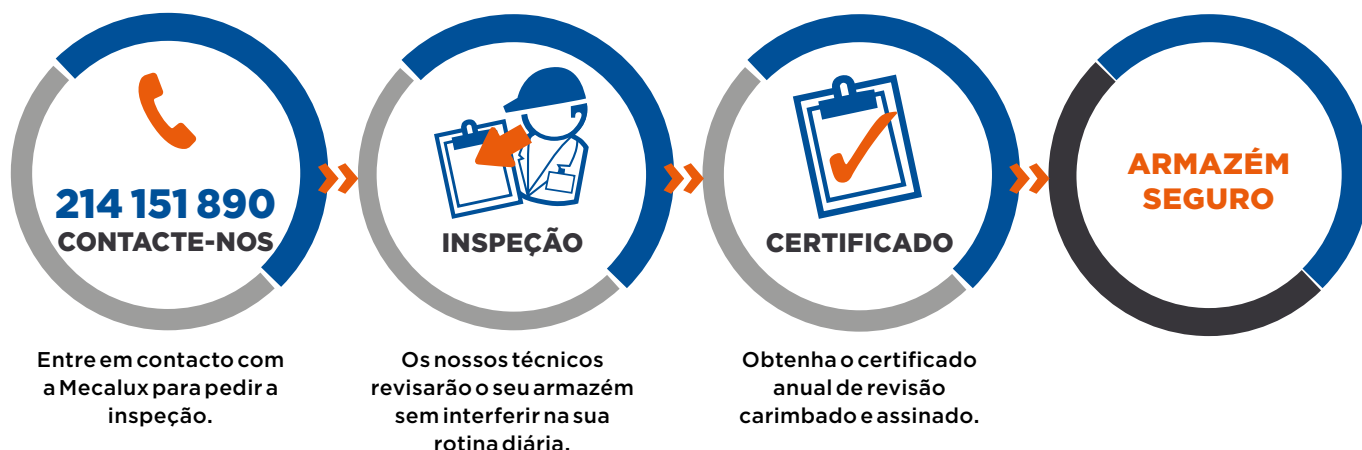 214 151 890
CONTACTE-NOS
Entre em contacto com
a Mecalux para pedir a
inspeção.
INSPEÇÃO
Os nossos técnicos
revisarão o seu armazém
sem interferir na sua
rotina diária.
CERTIFICADO
Obtenha o certificado
anual de revisão
carimbado e assinado.
ARMAZÉM
SEGURO